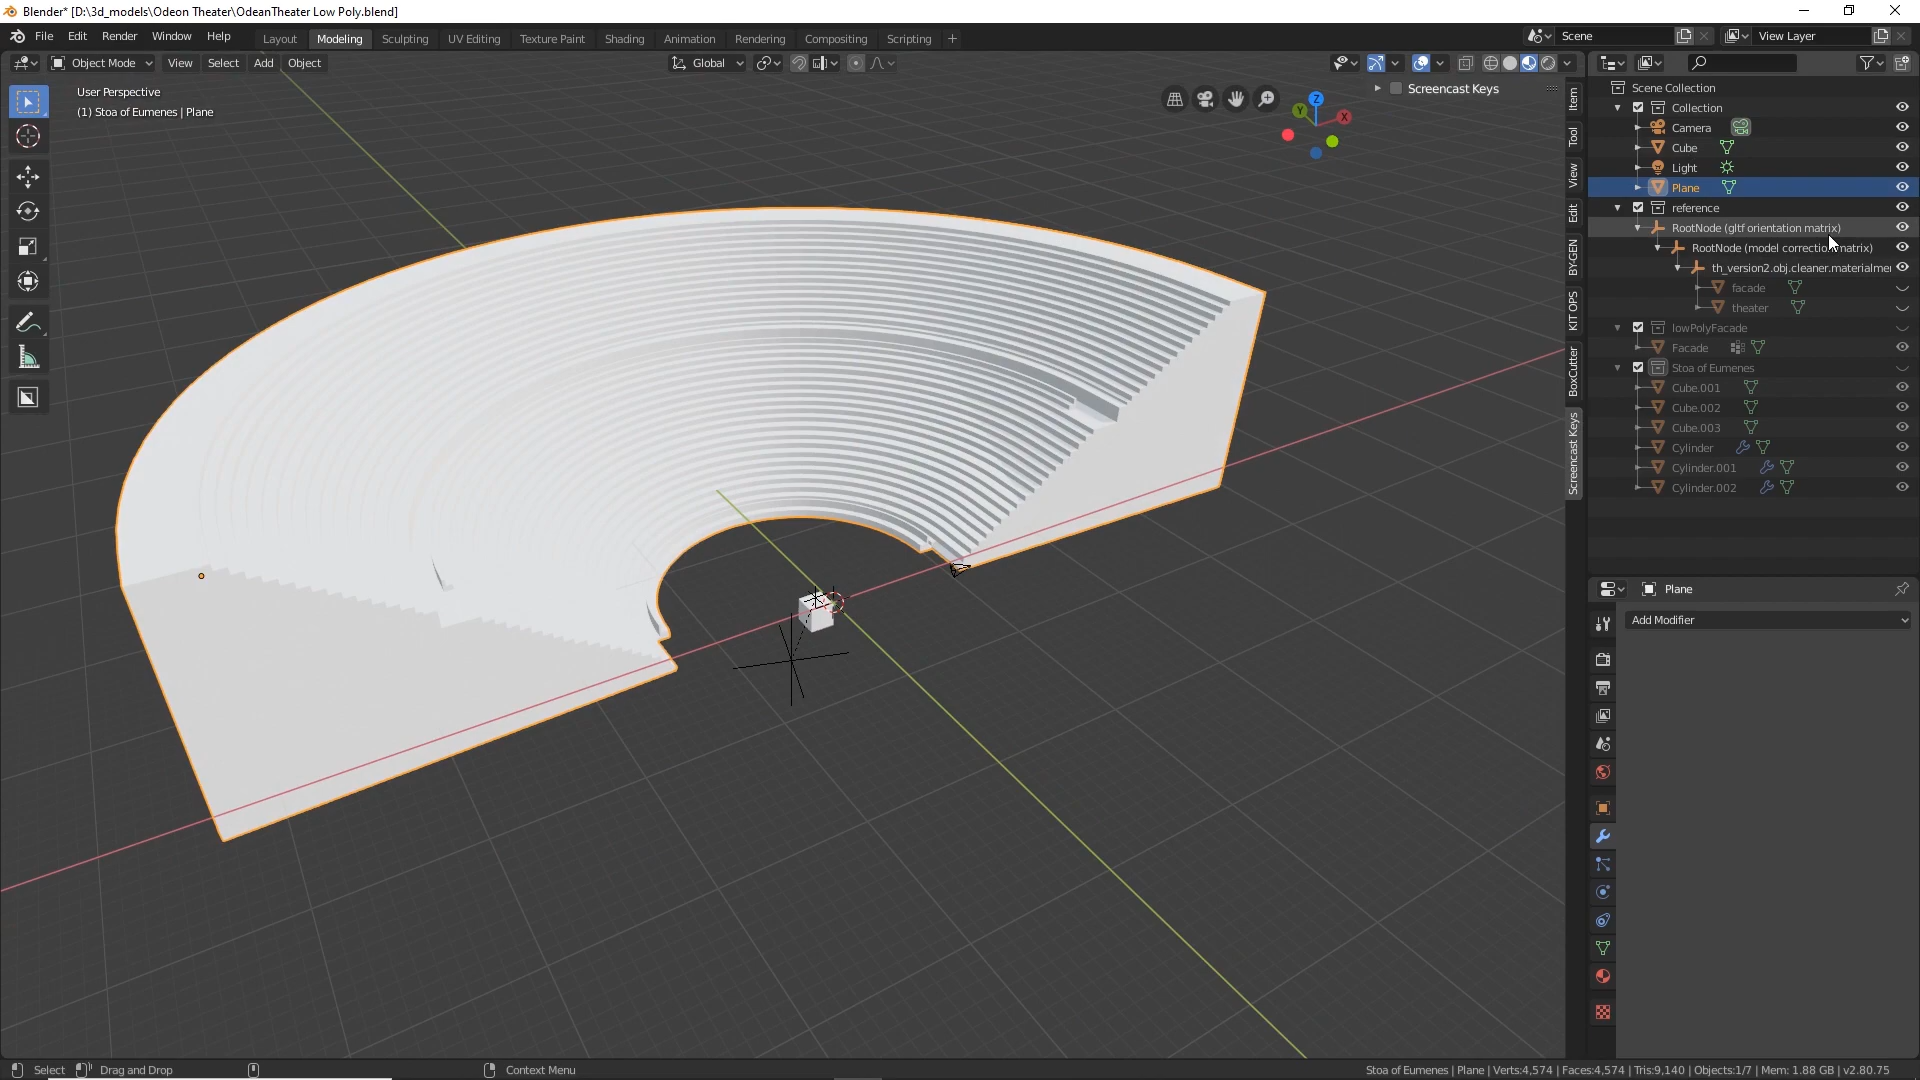 Blender* [D:\3d_models\Odeon Theater\OdeanTheater Low Poly.blend]
File Edit Render Window Help Layout Modeling Sculpting UV Editing Texture Paint Shading Animation Rendering Compositing Scripting + Scene View Layer
Object Mode View Select Add Object Global
User Perspective
(1) Stoa of Eumenes | Plane
Screencast Keys
Z
Y
X
Item
Tool
View
Edit
BY-GEN
KIT OPS
BoxCutter
Screencast Keys
Scene Collection
Collection
Camera
Cube
Light
Plane
reference
RootNode (gltf orientation matrix)
RootNode (model correction matrix)
th_version2.obj.cleaner.materialmer
facade
theater
lowPolyFacade
Facade
Stoa of Eumenes
Cube.001
Cube.002
Cube.003
Cylinder
Cylinder.001
Cylinder.002
Plane
Add Modifier
Select Drag and Drop Context Menu Stoa of Eumenes | Plane | Verts:4,574 | Faces:4,574 | Tris:9,140 | Objects:1/7 | Mem: 1.88 GB | v2.80.75